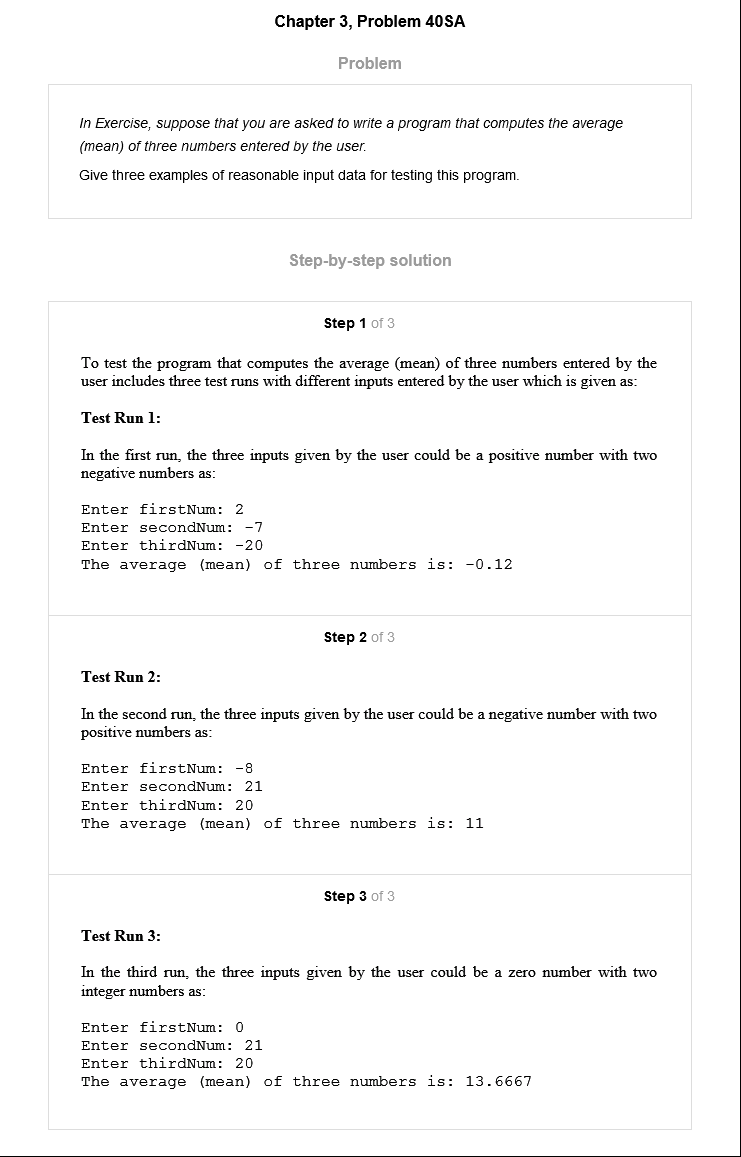 Chapter 3, Problem 40SA
Problem
In Exercise, suppose that you are asked to write a program that computes the average
(mean) of three numbers entered by the user.
Give three examples of reasonable input data for testing this program.
Step-by-step solution
Step 1 of 3
To test the program that computes the average (mean) of three numbers entered by the
user includes three test runs with different inputs entered by the user which is given as:
Test Run 1:
In the first run, the three inputs given by the user could be a positive number with two
negative numbers as:
Enter firstNum: 2
Enter secondNum: -7
Enter thirdNum: -20
The average (mean) of three numbers is: -0.12
Step 2 of 3
Test Run 2:
In the second run, the three inputs given by the user could be a negative number with two
positive numbers as:
Enter firstNum: -8
Enter secondNum: 21
Enter thirdNum: 20
The average (mean) of three numbers is: 11
Step 3 of 3
Test Run 3:
In the third run, the three inputs given by the user could be a zero number with two
integer numbers as:
Enter firstNum: 0
Enter secondNum: 21
Enter thirdNum: 20
The average (mean) of three numbers is: 13.6667